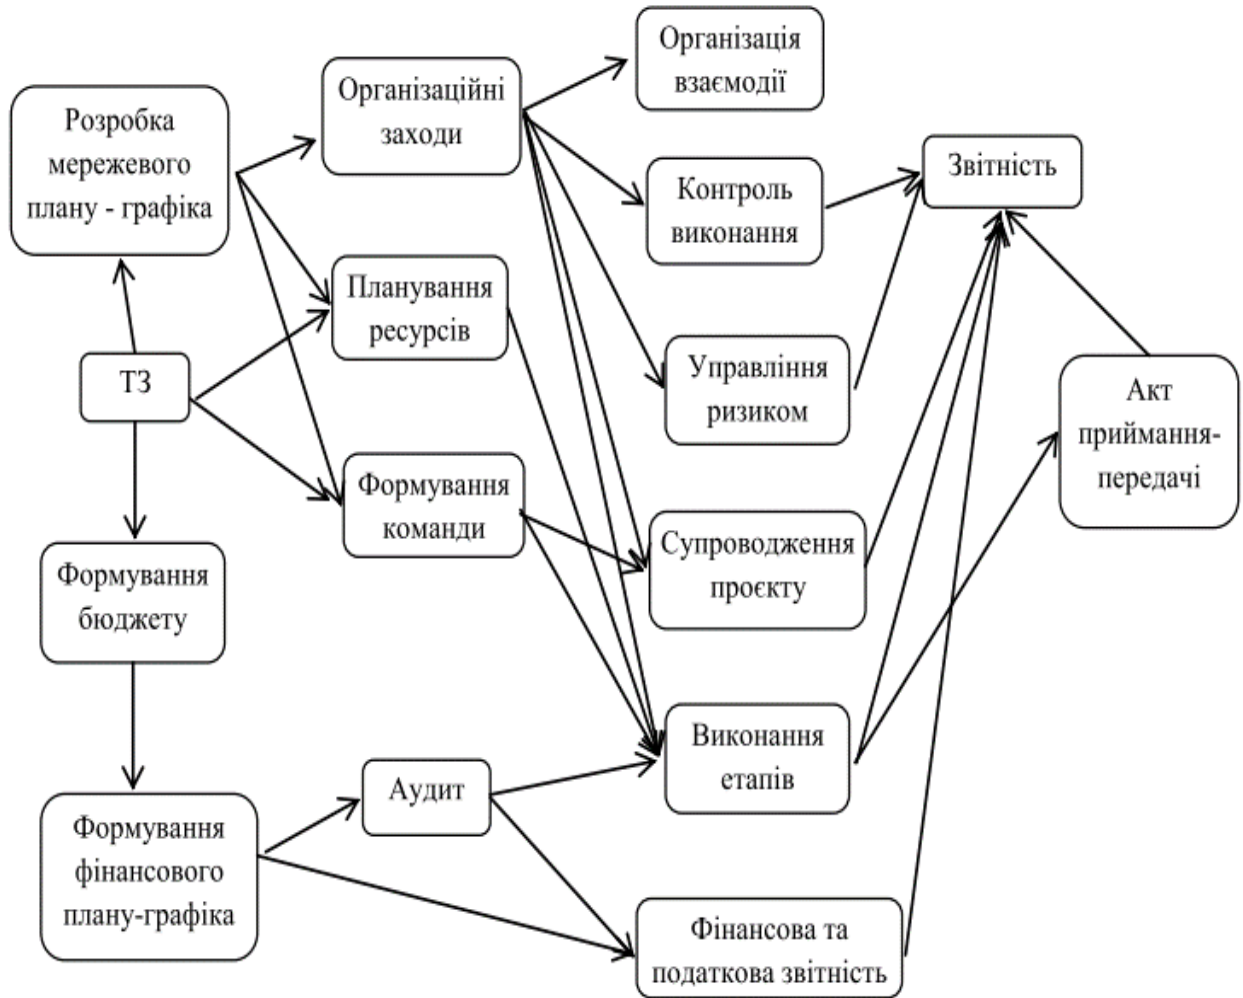 Розробка
мережевого
плану - графіка
ТЗ
Формування
бюджету
Формування
фінансового
плану-графіка
Організаційні
заходи
Планування
ресурсів
Формування
команди
Аудит
Організація
взаємодії
Контроль
виконання
Управління
ризиком
Супроводження
проєкту
Виконання
етапів
Фінансова та
податкова звітність
Звітність
Акт
приймання-
передачі